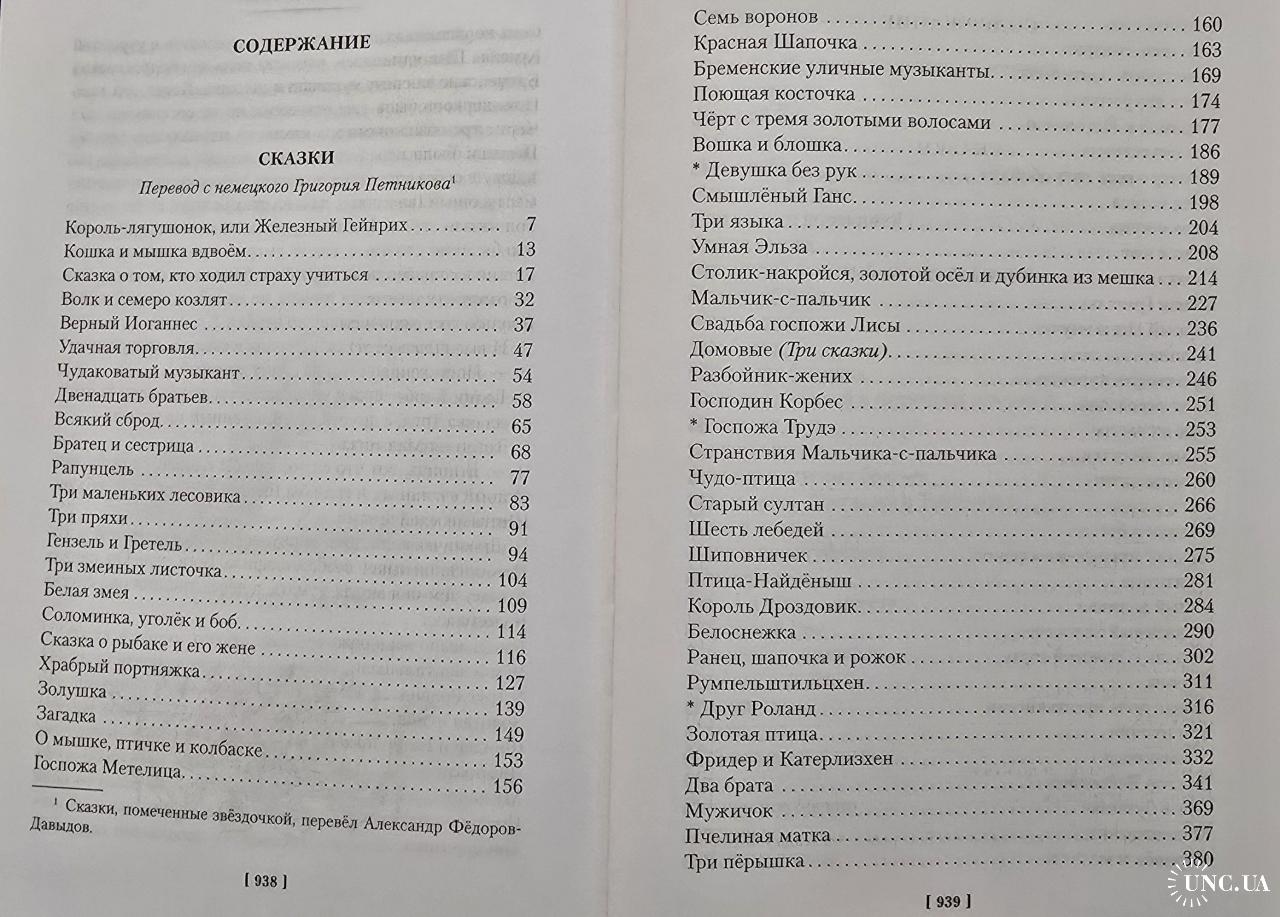 СОДЕРЖАНИЕ
СКАЗКИ
Перевод с немецкого Григория Петникова¹
Король-лягушонок, или Железный Гейнрих.................. 7
Кошка и мышка вдвоём.................. 13
Сказка о том, кто ходил страху учиться .................. 17
Волк и семеро козлят.................. 32
Верный Иоганнес .................. 37
Удачная торговля.................. 47
Чудаковатый музыкант.................. 54
Двенадцать братьев.................. 58
Всякий сброд.................. 65
Братец и сестрица .................. 68
Рапунцель .................. 77
Три маленьких лесовика.................. 83
Три пряхи.................. 91
Гензель и Гретель.................. 94
Три змеиных листочка.................. 104
Белая змея .................. 109
Соломинка, уголёк и боб.................. 114
Сказка о рыбаке и его жене .................. 116
Храбрый портняжка.................. 127
Золушка .................. 139
Загадка .................. 149
О мышке, птичке и колбаске.................. 153
Госпожа Метелица.................. 156
¹ Сказки, помеченные звёздочкой, перевёл Александр Фёдоров-
Давыдов.
[ 938 ]
Семь воронов .................. 160
Красная Шапочка .................. 163
Бременские уличные музыканты.................. 169
Поющая косточка .................. 174
Чёрт с тремя золотыми волосами .................. 177
Вошка и блошка.................. 186
* Девушка без рук .................. 189
Смышлёный Ганс.................. 198
Три языка .................. 204
Умная Эльза .................. 208
Столик-накройся, золотой осёл и дубинка из мешка ... 214
Мальчик-с-пальчик .................. 227
Свадьба госпожи Лисы .................. 236
Домовые (Три сказки).................. 241
Разбойник-жених .................. 246
Господин Корбес .................. 251
* Госпожа Трудэ .................. 253
Странствия Мальчика-с-пальчика .................. 255
Чудо-птица .................. 260
Старый султан .................. 266
Шесть лебедей .................. 269
Шиповничек .................. 275
Птица-Найдёныш .................. 281
Король Дроздовик.................. 284
Белоснежка .................. 290
Ранец, шапочка и рожок .................. 302
Румпельштильцхен.................. 311
* Друг Роланд.................. 316
Золотая птица.................. 321
Фридер и Катерлизхен .................. 332
Два брата .................. 341
Мужичок .................. 369
Пчелиная матка .................. 377
Три пёрышка.................. 380
[ 939 ]
UNC.UA